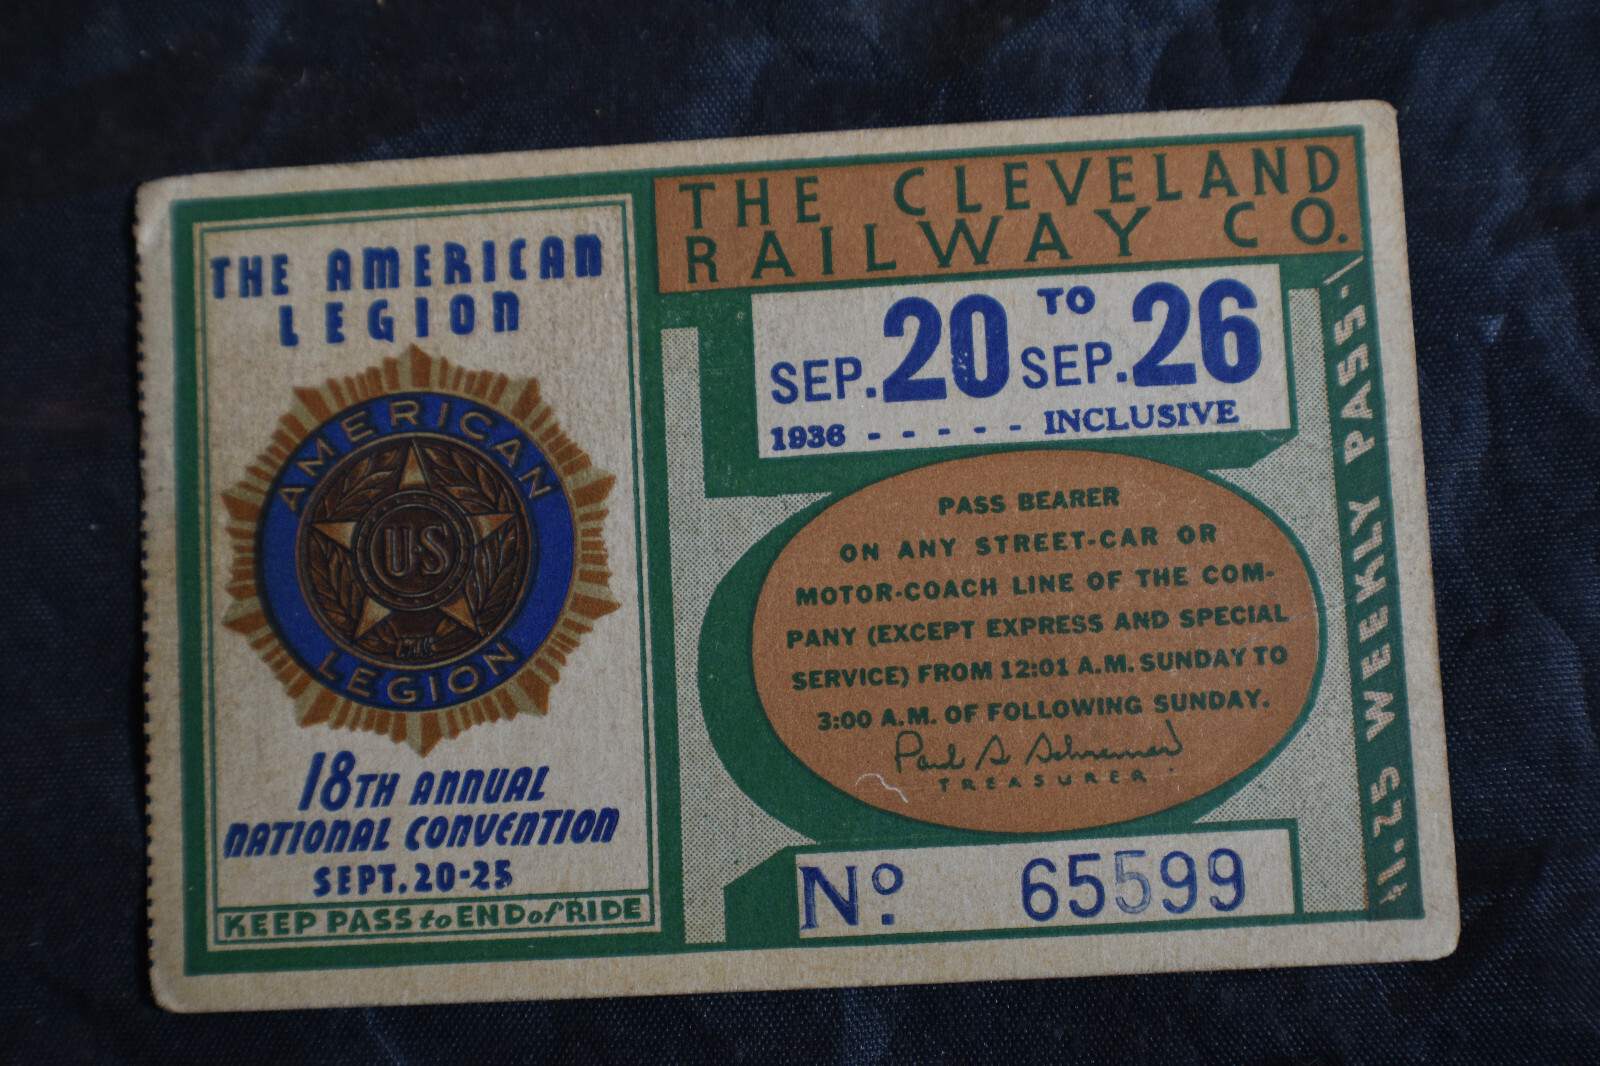 THE AMERICAN
LEGION
AMERICAN
U·S
LEGION
18TH ANNUAL
NATIONAL CONVENTION
SEPT. 20-25
KEEP PASS to END of RIDE
THE CLEVELAND
RAILWAY CO.
SEP. 20 TO SEP. 26
1936 - - - - - INCLUSIVE
PASS BEARER
ON ANY STREET-CAR OR
MOTOR-COACH LINE OF THE COM-
PANY (EXCEPT EXPRESS AND SPECIAL
SERVICE) FROM 12:01 A.M. SUNDAY TO
3:00 A.M. OF FOLLOWING SUNDAY.
TREASURER
No. 65599
$1.25 WEEKLY PASS-